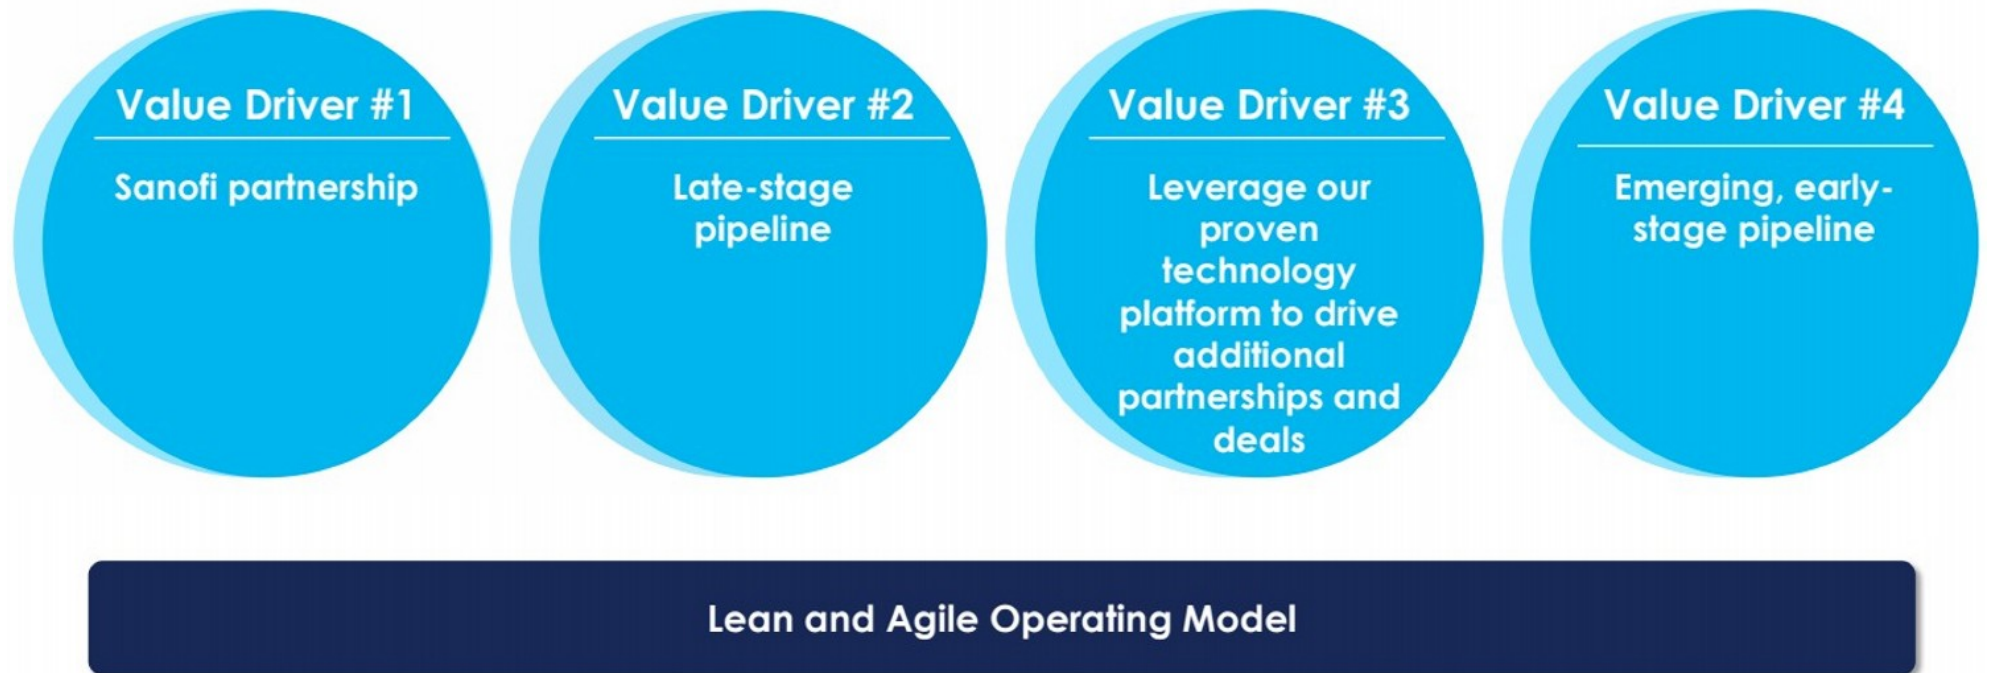 Value Driver #1
Sanofi partnership
Value Driver #2
Late-stage
pipeline
Value Driver #3
Leverage our
proven
technology
platform to drive
additional
partnerships and
deals
Value Driver #4
Emerging, early-
stage pipeline
Lean and Agile Operating Model